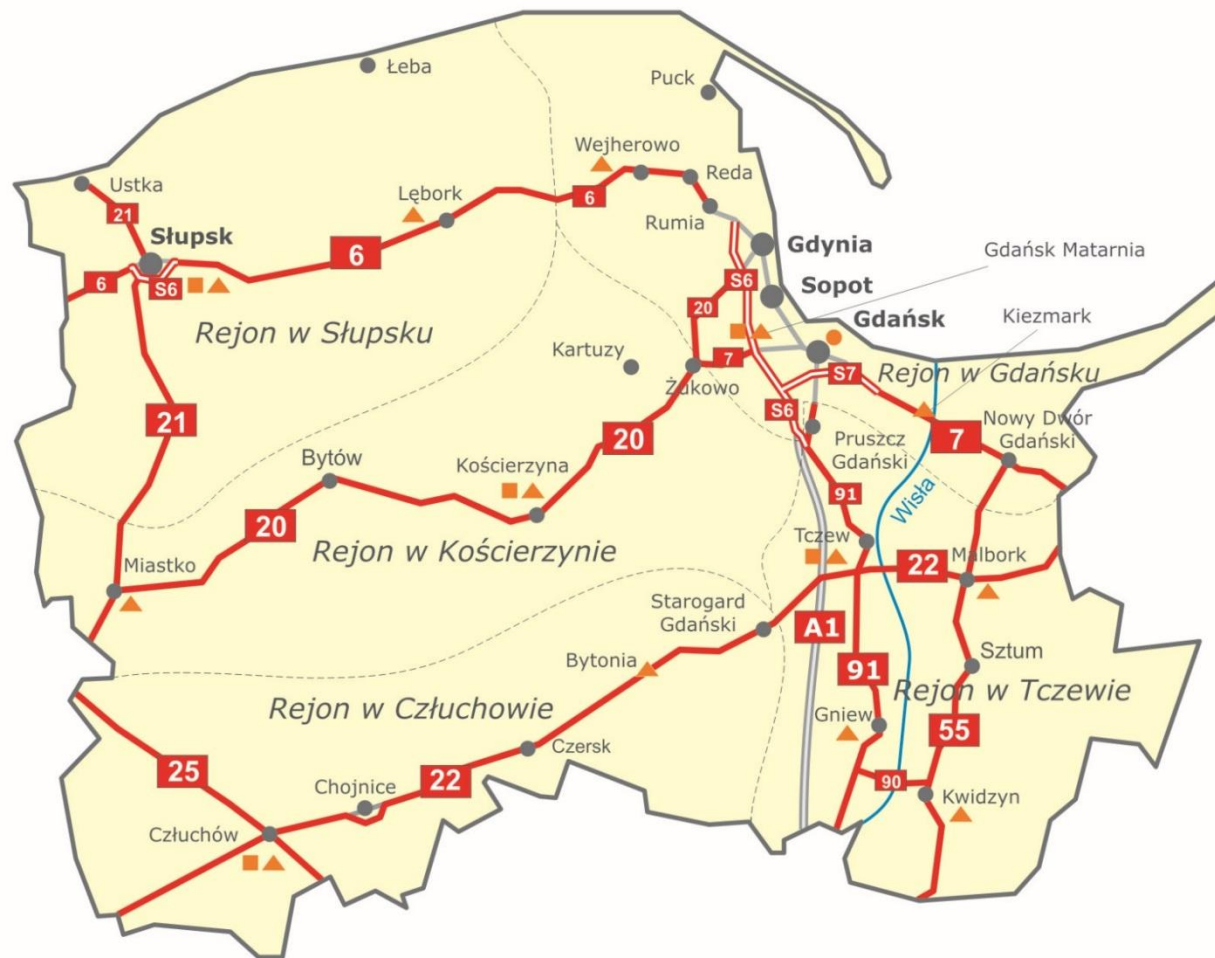 Łeba
Puck
Wejherowo
Reda
Ustka
Lębork
6
Rumia
21
Słupsk
6
Gdynia
Gdańsk Matarnia
6
S6
S6
Sopot
20
Rejon w Słupsku
Gdańsk
Kiezmark
Kartuzy
7
Żukowo
S7
Rejon w Gdańsku
S6
21
20
Nowy Dwór
Gdański
7
Pruszcz
Gdański
Bytów
Kościerzyna
91
Wisła
20
Rejon w Kościerzynie
Tczew
Miastko
22
Malbork
Starogard
Gdański
A1
Bytonia
Sztum
91
Rejon w Tczewie
Rejon w Człuchowie
Gniew
55
Czersk
25
22
90
Chojnice
Kwidzyn
Człuchów